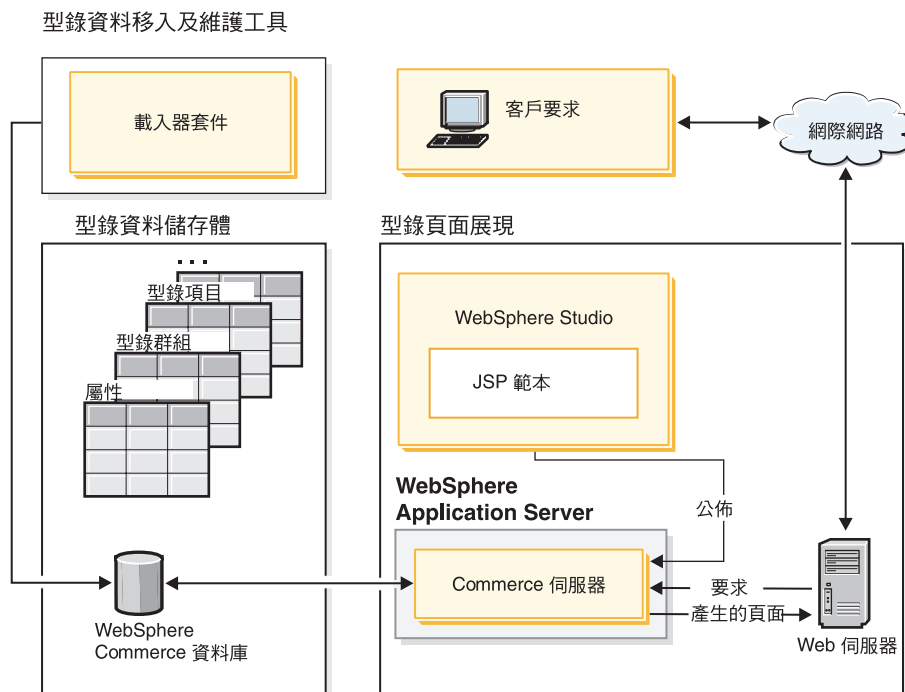 型錄資料移入及維護工具
載入器套件
客戶要求
網際網路
型錄資料儲存體
型錄頁面展現
...
型錄項目
型錄群組
屬性
WebSphere Studio
JSP 範本
WebSphere
Application Server
公佈
Commerce 伺服器
要求
產生的頁面
WebSphere
Commerce 資料庫
Web 伺服器